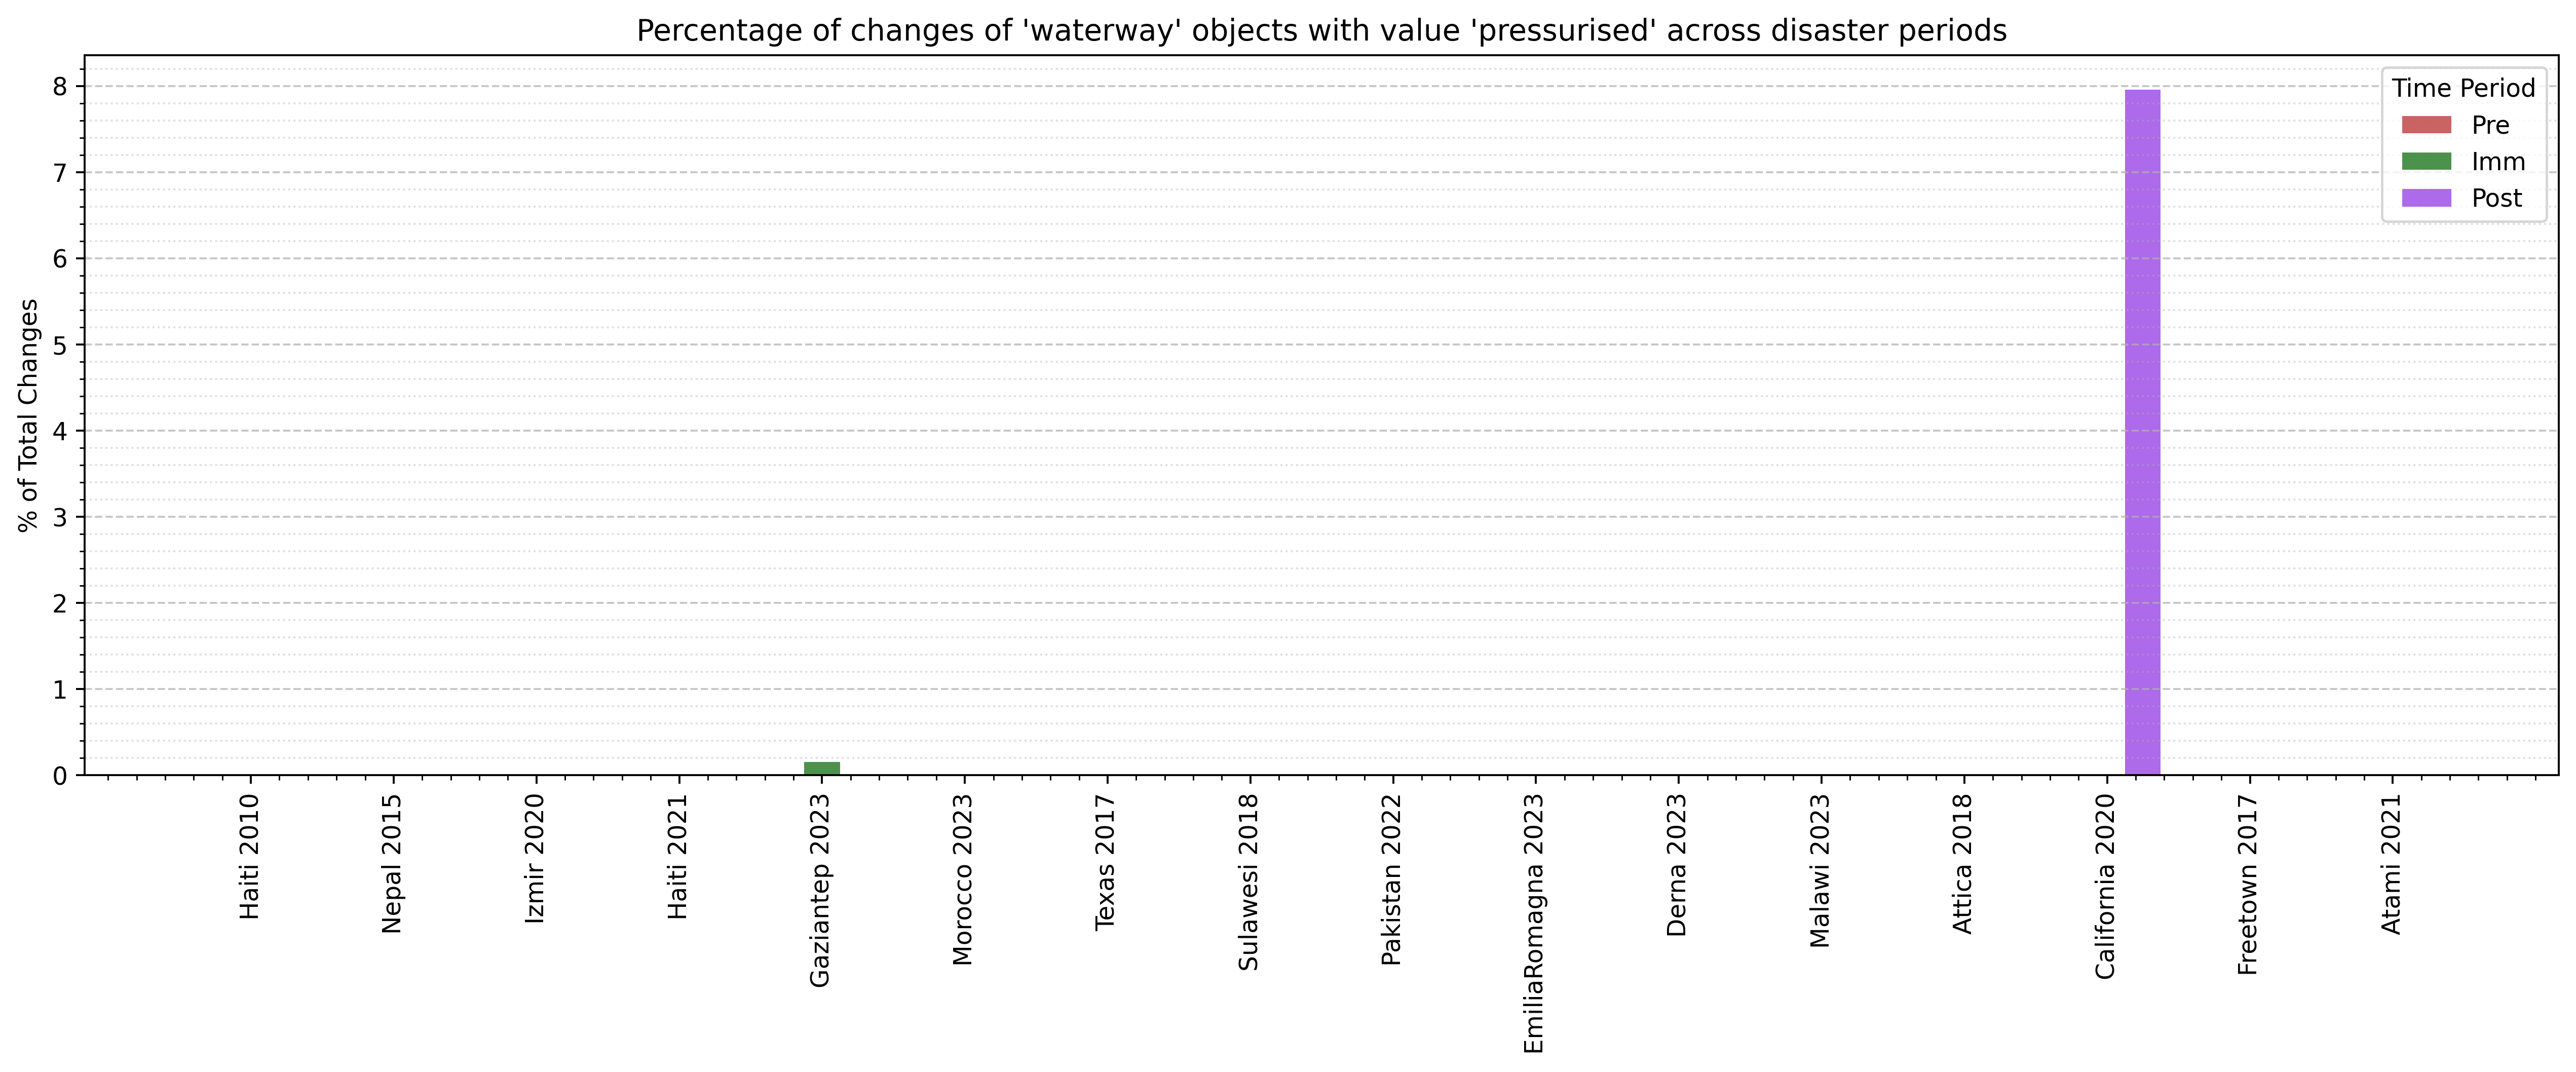 Percentage of changes of 'waterway' objects with value 'pressurised' across disaster periods
% of Total Changes
8
7
6
5
4
3
2
1
0
Time Period
Pre
Imm
Post
Haiti 2010
Nepal 2015
Izmir 2020
Haiti 2021
Gaziantep 2023
Morocco 2023
Texas 2017
Sulawesi 2018
Pakistan 2022
EmiliaRomagna 2023
Derna 2023
Malawi 2023
Attica 2018
California 2020
Freetown 2017
Atami 2021